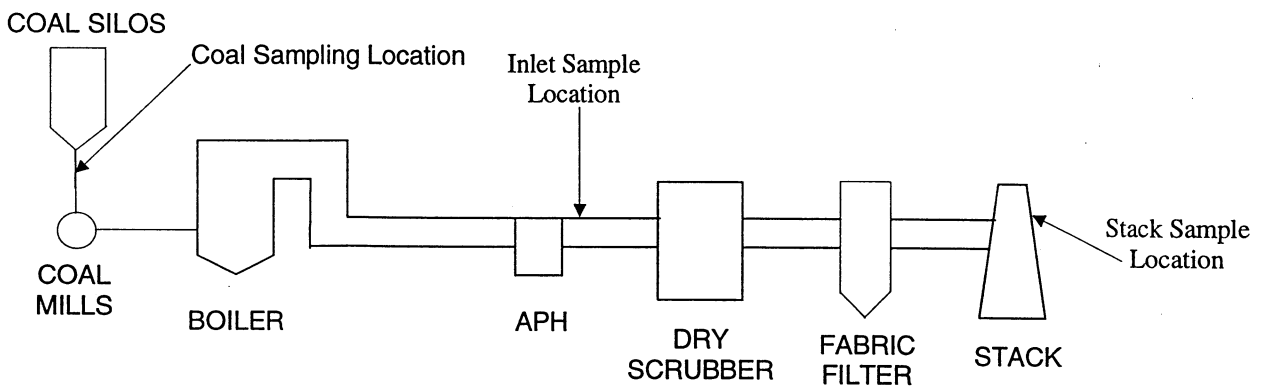 COAL SILOS
Coal Sampling Location
Inlet Sample
Location
Stack Sample
Location
COAL
MILLS
BOILER
APH
DRY
SCRUBBER
FABRIC
FILTER
STACK